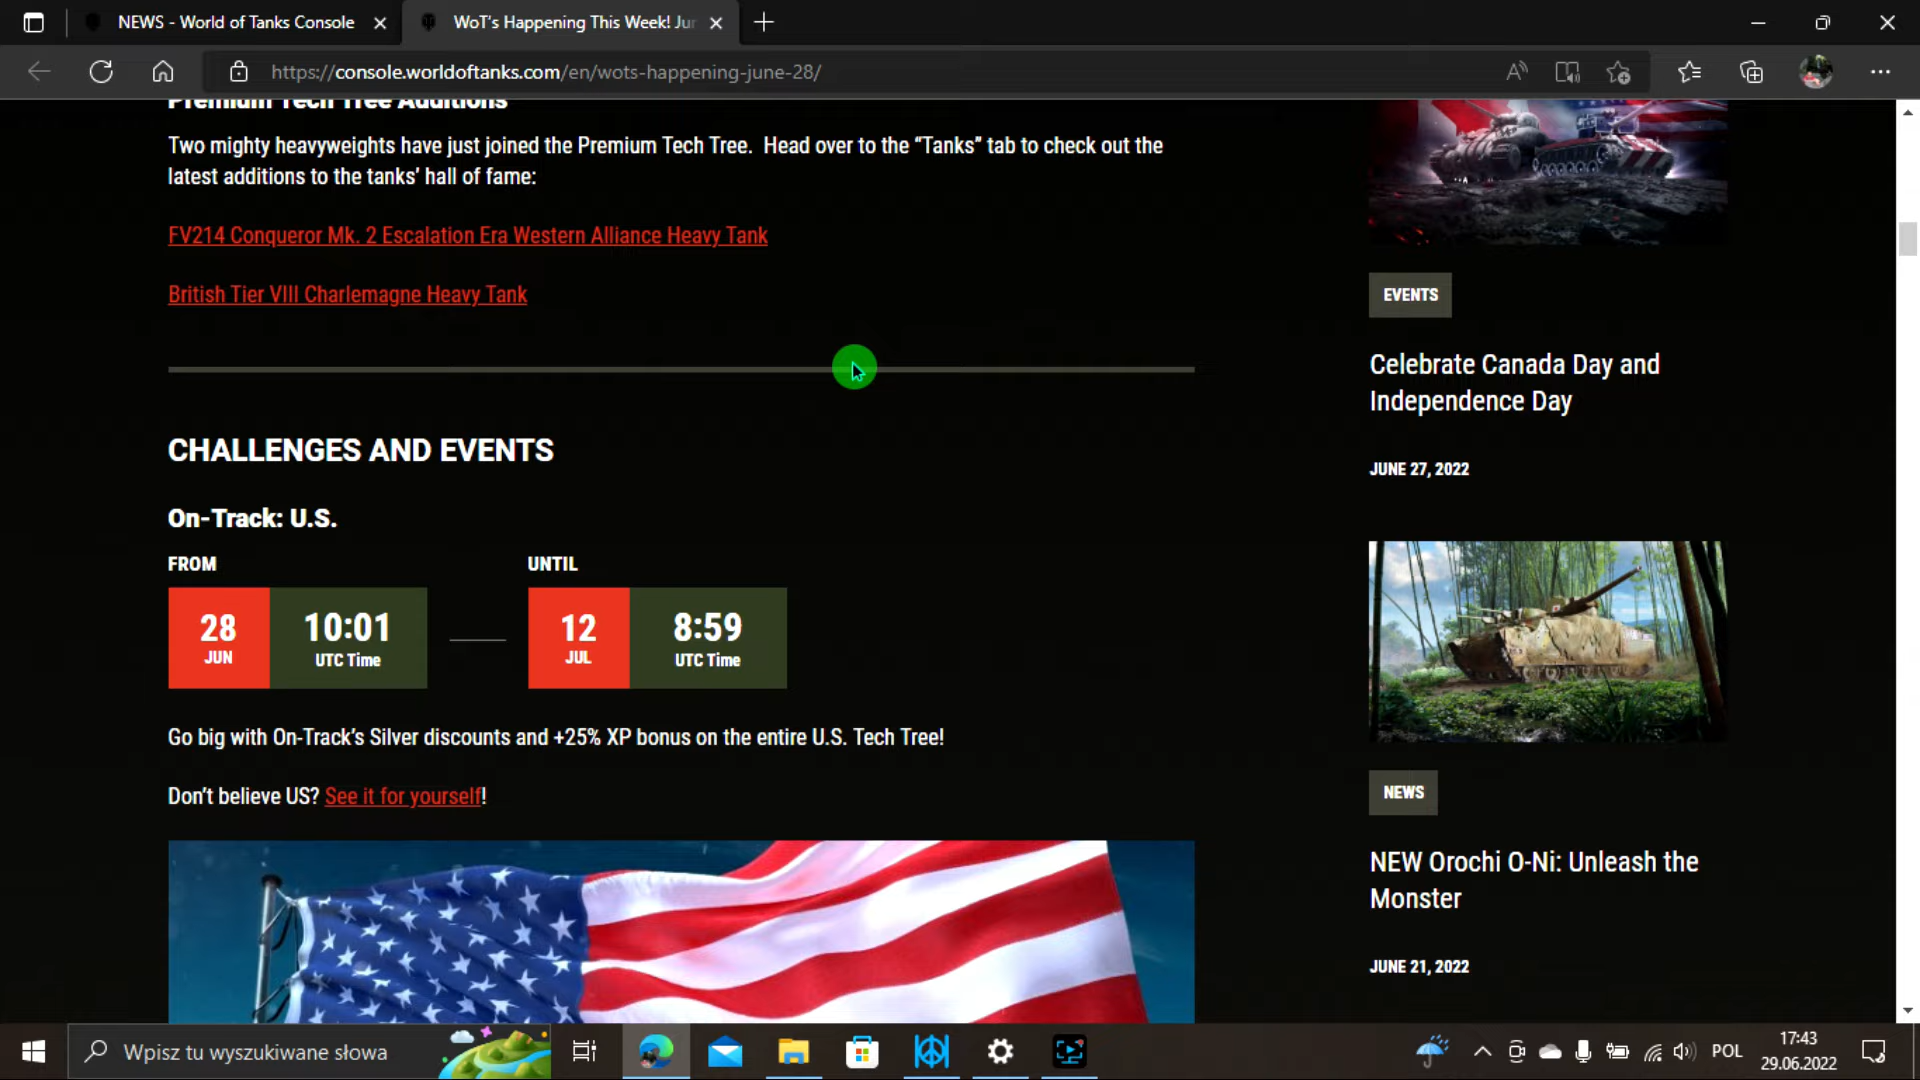 NEWS - World of Tanks Console
WoT's Happening This Week! Jur
https://console.worldoftanks.com/en/wots-happening-june-28/
Premium Tech Tree Additions
Two mighty heavyweights have just joined the Premium Tech Tree. Head over to the “Tanks” tab to check out the
latest additions to the tanks’ hall of fame:
FV214 Conqueror Mk. 2 Escalation Era Western Alliance Heavy Tank
British Tier VIII Charlemagne Heavy Tank
CHALLENGES AND EVENTS
On-Track: U.S.
FROM
UNTIL
28
JUN
10:01
UTC Time
12
JUL
8:59
UTC Time
Go big with On-Track’s Silver discounts and +25% XP bonus on the entire U.S. Tech Tree!
Don’t believe US? See it for yourself!
EVENTS
Celebrate Canada Day and
Independence Day
JUNE 27, 2022
NEWS
NEW Orochi O-Ni: Unleash the
Monster
JUNE 21, 2022
Wpisz tu wyszukiwane słowa
POL
17:43
29.06.2022